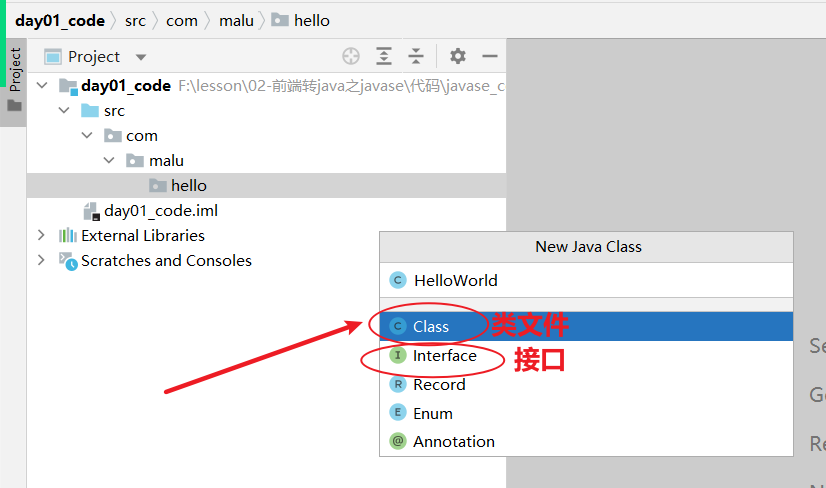 day01_code src com malu hello
Project
Project
day01_code F:\lesson\02-前端转java之javase\代码\javase_c
src
com
malu
hello
day01_code.iml
External Libraries
Scratches and Consoles
New Java Class
C HelloWorld
C Class 类文件
I Interface 接口
R Record
E Enum
@ Annotation
Se
Go
Re